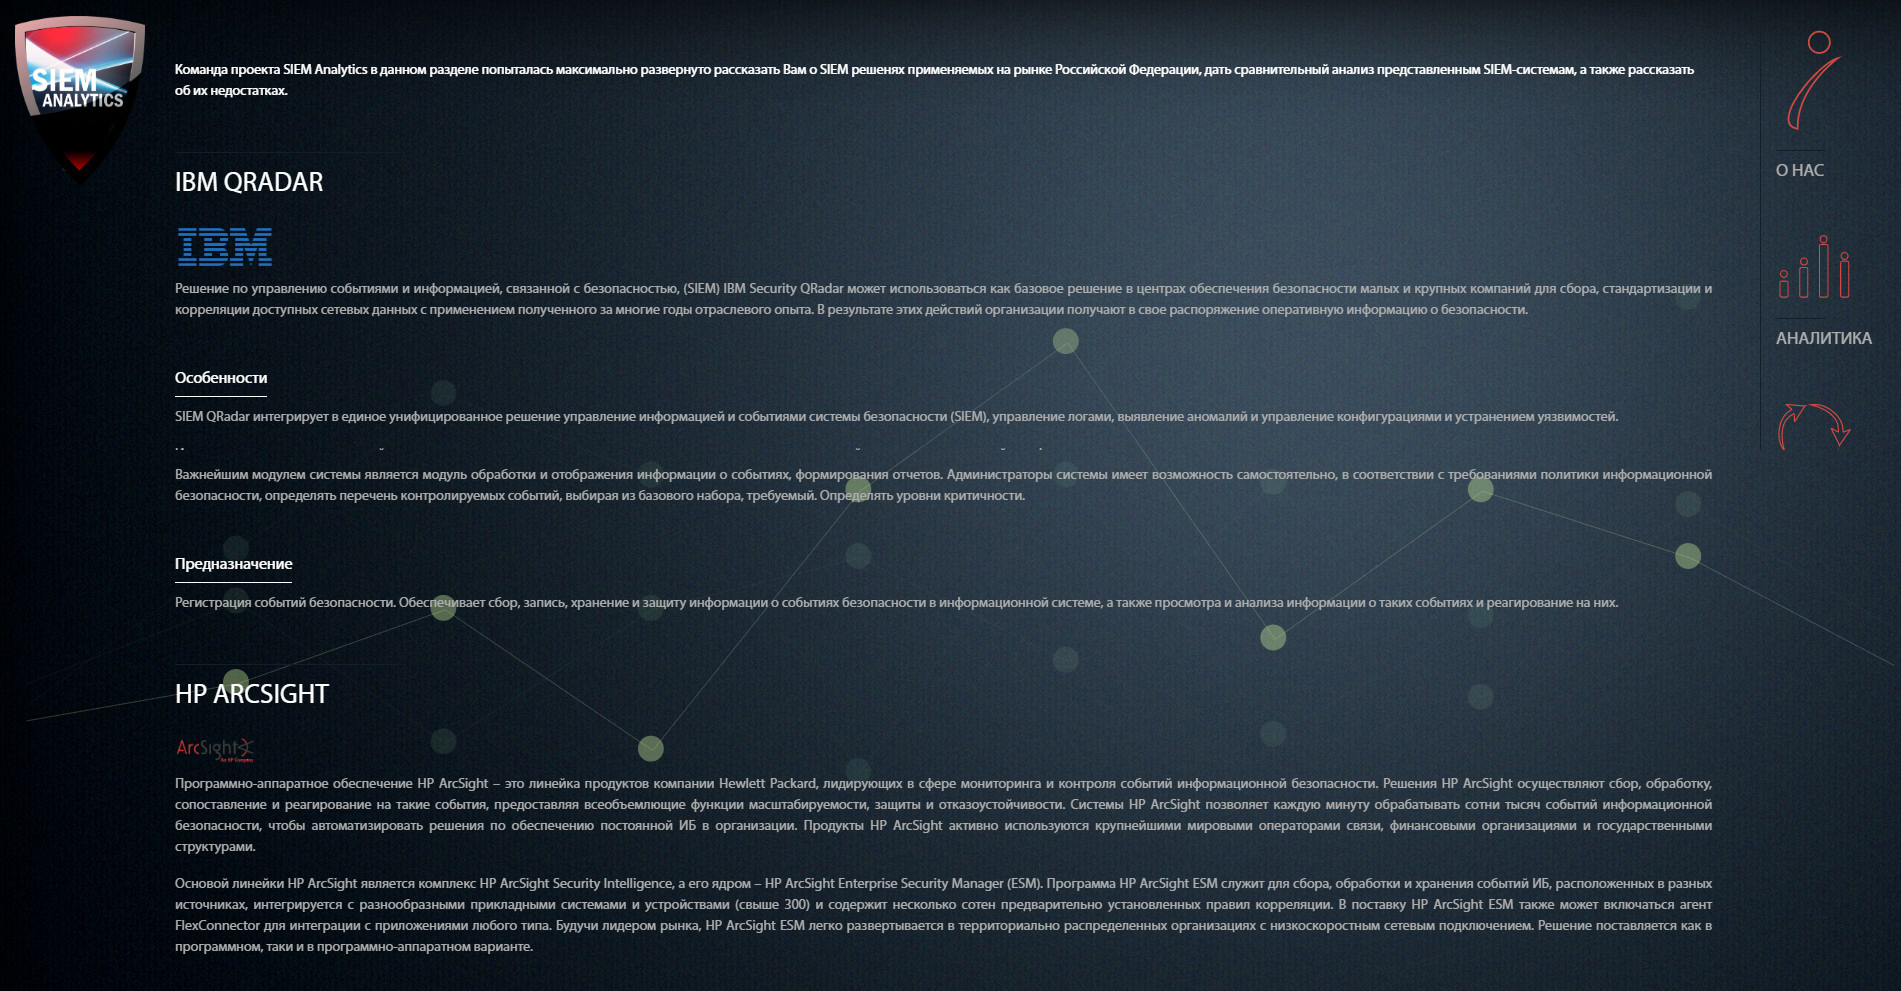 SIEM
ANALYTICS
Команда проекта SIEM Analytics в данном разделе попыталась максимально развернуто рассказать Вам о SIEM решенях применяемых на рынке Российской Федерации, дать сравнительный анализ представленным SIEM-системам, а также рассказать
об их недостатках.
IBM QRADAR
IBM
Решение по управлению событиями и информацией, связанной с безопасностью, (SIEM) IBM Security QRadar может использоваться как базовое решение в центрах обеспечения безопасности малых и крупных компаний для сбора, стандартизации и
корреляции доступных сетевых данных с применением полученного за многие годы отраслевого опыта. В результате этих действий организации получают в свое распоряжение оперативную информацию о безопасности.
Особенности
SIEM QRadar интегрирует в единое унифицированное решение управление информацией и событиями системы безопасности (SIEM), управление логами, выявление аномалий и управление конфигурациями и устранением уязвимостей.
Важнейшим модулем системы является модуль обработки и отображения информации о событиях, формирования отчетов. Администраторы системы имеет возможность самостоятельно, в соответствии с требованиями политики информационной
безопасности, определять перечень контролируемых событий, выбирая из базового набора, требуемый. Определять уровни критичности.
Предназначение
Регистрация событий безопасности. Обеспечивает сбор, запись, хранение и защиту информации о событиях безопасности в информационной системе, а также просмотра и анализа информации о таких событиях и реагирование на них.
HP ARCSIGHT
ArcSight
An HP Company
Программно-аппаратное обеспечение HP ArcSight – это линейка продуктов компании Hewlett Packard, лидирующих в сфере мониторинга и контроля событий информационной безопасности. Решения HP ArcSight осуществляют сбор, обработку,
сопоставление и реагирование на такие события, предоставляя всеобъемлющие функции масштабируемости, защиты и отказоустойчивости. Системы HP ArcSight позволяет каждую минуту обрабатывать сотни тысяч событий информационной
безопасности, чтобы автоматизировать решения по обеспечению постоянной ИБ в организации. Продукты HP ArcSight активно используются крупнейшими мировыми операторами связи, финансовыми организациями и государственными
структурами.
Основой линейки HP ArcSight является комплекс HP ArcSight Security Intelligence, а его ядром – HP ArcSight Enterprise Security Manager (ESM). Программа HP ArcSight ESM служит для сбора, обработки и хранения событий ИБ, расположенных в разных
источниках, интегрируется с разнообразными прикладными системами и устройствами (свыше 300) и содержит несколько сотен предварительно установленных правил корреляции. В поставку HP ArcSight ESM также может включаться агент
FlexConnector для интеграции с приложениями любого типа. Будучи лидером рынка, HP ArcSight ESM легко развертывается в территориально распределенных организациях с низкоскоростным сетевым подключением. Решение поставляется как в
программном, таки и в программно-аппаратном варианте.
О НАС
АНАЛИТИКА